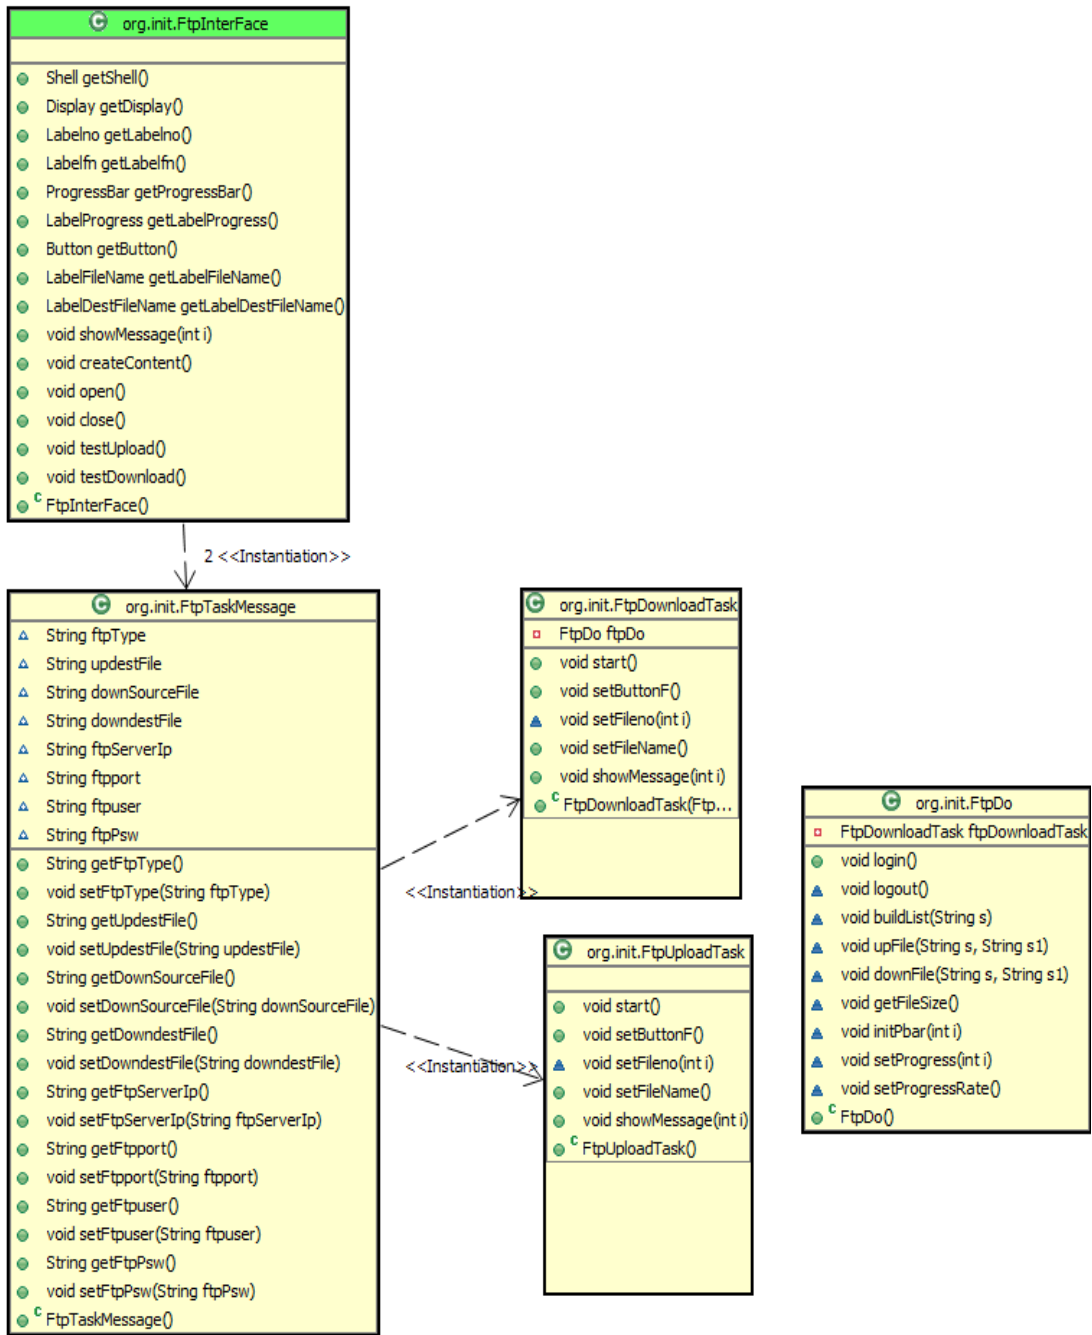 org.init.FtpInterFace
Shell getShell()
Display getDisplay()
Labelno getLabelno()
Labelfn getLabelfn()
ProgressBar getProgressBar()
LabelProgress getLabelProgress()
Button getButton()
LabelFileName getLabelFileName()
LabelDestFileName getLabelDestFileName()
void showMessage(int i)
void createContent()
void open()
void close()
void testUpload()
void testDownload()
FtpInterFace()
2 <<Instantiation>>
org.init.FtpTaskMessage
String ftpType
String updestFile
String downSourceFile
String downdestFile
String ftpServerIp
String ftpport
String ftpuser
String ftpPsw
String getFtpType()
void setFtpType(String ftpType)
String getUpdestFile()
void setUpdestFile(String updestFile)
String getDownSourceFile()
void setDownSourceFile(String downSourceFile)
String getDowndestFile()
void setDowndestFile(String downdestFile)
String getFtpServerIp()
void setFtpServerIp(String ftpServerIp)
String getFtpport()
void setFtpport(String ftpport)
String getFtpuser()
void setFtpuser(String ftpuser)
String getFtpPsw()
void setFtpPsw(String ftpPsw)
FtpTaskMessage()
<<Instantiation>>
<<Instantiation>>
org.init.FtpDownloadTask
FtpDo ftpDo
void start()
void setButtonF()
void setFileno(int i)
void setFileName()
void showMessage(int i)
FtpDownloadTask(Ftp...
org.init.FtpUploadTask
void start()
void setButtonF()
void setFileno(int i)
void setFileName()
void showMessage(int i)
FtpUploadTask()
org.init.FtpDo
FtpDownloadTask ftpDownloadTask
void login()
void logout()
void buildList(String s)
void upFile(String s, String s1)
void downFile(String s, String s1)
void getFileSize()
void initPbar(int i)
void setProgress(int i)
void setProgressRate()
FtpDo()